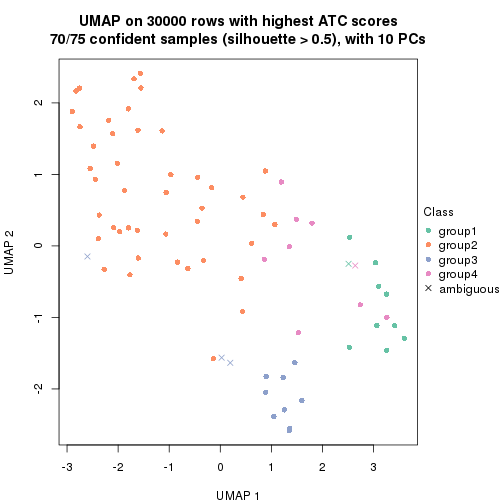 UMAP on 30000 rows with highest ATC scores
70/75 confident samples (silhouette > 0.5), with 10 PCs
UMAP 2
2
1
0
-1
-2
-3
-2
-1
0
1
2
3
UMAP 1
Class
group1
group2
group3
group4
ambiguous